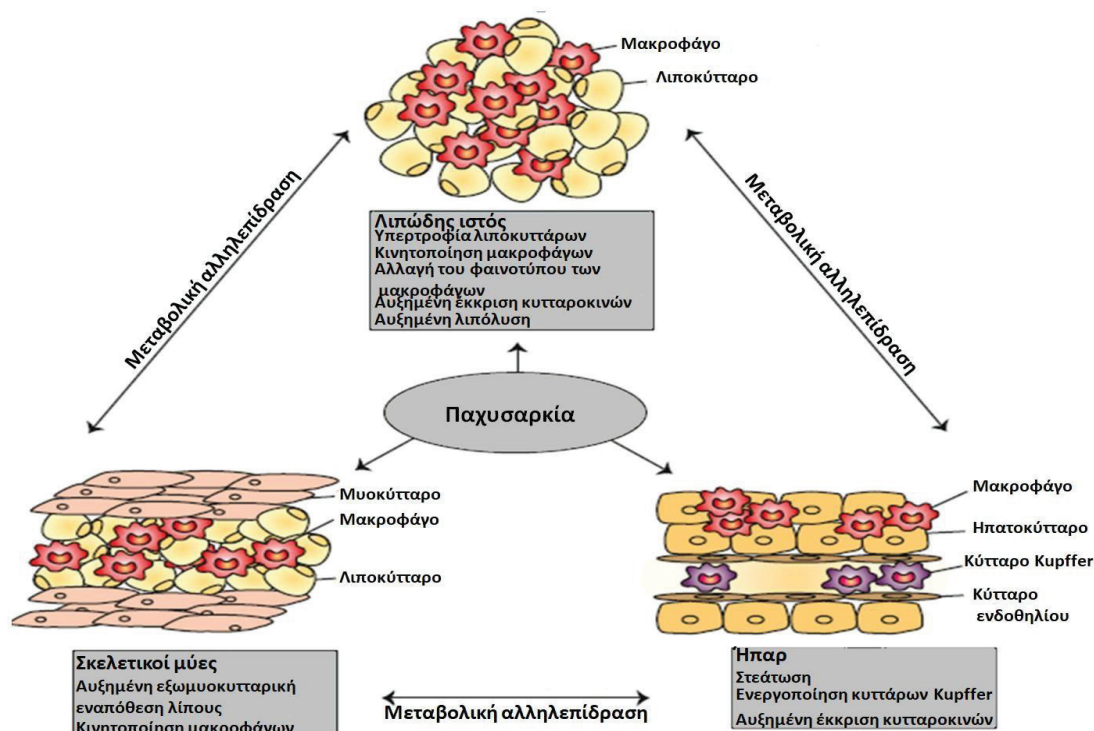 Μακροφάγο
Λιποκύτταρο
Μεταβολική αλληλεπίδραση
Μεταβολική αλληλεπίδραση
Λιπώδης ιστός
Υπερτροφία λιποκυττάρων
Κινητοποίηση μακροφάγων
Αλλαγή του φαινοτύπου των
μακροφάγων
Αυξημένη έκκριση κυτταροκινών
Αυξημένη λιπόλυση
Παχυσαρκία
Μυοκύτταρο
Μακροφάγο
Λιποκύτταρο
Μακροφάγο
Ηπατοκύτταρο
Κύτταρο Kupffer
Κύτταρο
ενδοθηλίου
Σκελετικοί μύες
Αυξημένη εξωμυοκυτταρική
εναπόθεση λίπους
Κινητοποίηση μακροφάγων
Μεταβολική αλληλεπίδραση
Ήπαρ
Στεάτωση
Ενεργοποίηση κυττάρων Kupffer
Αυξημένη έκκριση κυτταροκινών